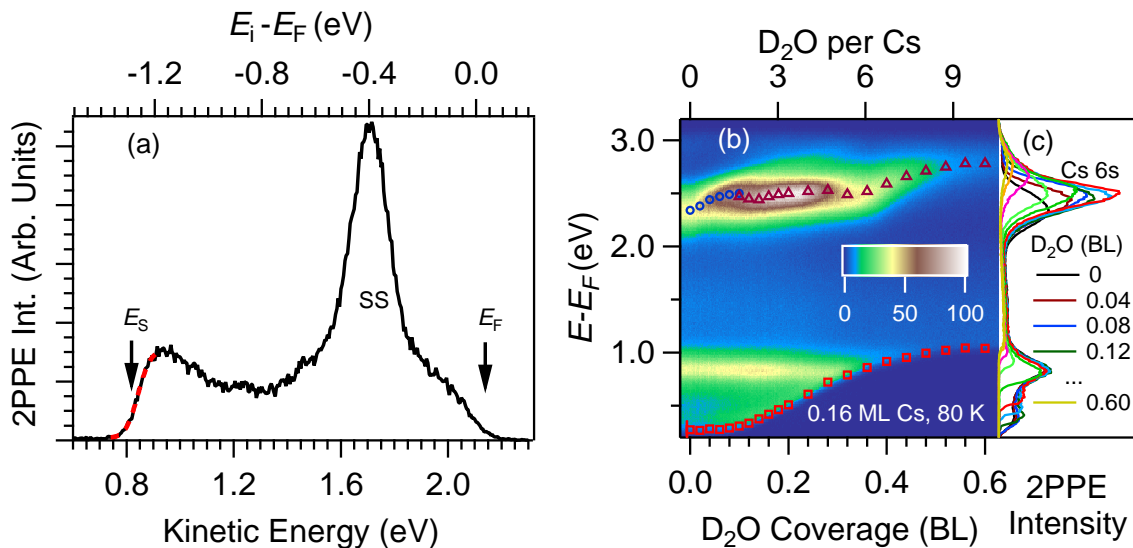 E_i - E_F (eV)
-1.2 -0.8 -0.4 0.0
(a)
2PPE Int. (Arb. Units)
E_S
SS
E_F
0.8 1.2 1.6 2.0
Kinetic Energy (eV)
D₂O per Cs
0 3 6 9
3.0
2.0
1.0
E-E_F (eV)
(b)
0 50 100
0.16 ML Cs, 80 K
0.0 0.2 0.4 0.6
D₂O Coverage (BL)
(c)
Cs 6s
D₂O (BL)
0
0.04
0.08
0.12
...
0.60
2PPE
Intensity